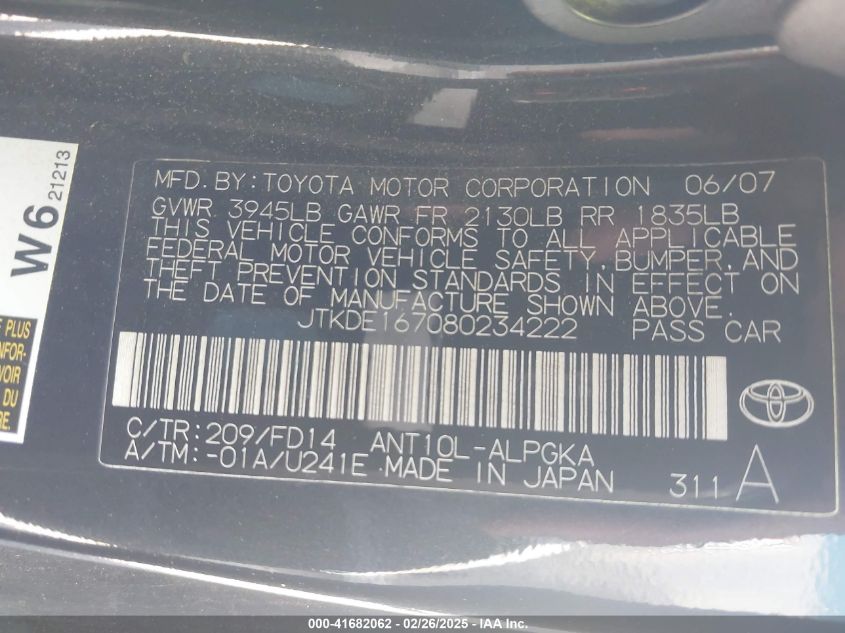 MFD. BY: TOYOTA MOTOR CORPORATION 06/07
GVWR 3945LB GAWR FR 2130LB RR 1835LB
THIS VEHICLE CONFORMS TO ALL APPLICABLE
FEDERAL MOTOR VEHICLE SAFETY, BUMPER, AND
THEFT PREVENTION STANDARDS IN EFFECT ON
THE DATE OF MANUFACTURE SHOWN ABOVE.
JTKDE167080234222 PASS CAR
C/TR: 209/FD14 ANT10L-ALPGKA
A/TM: -01A/U241E MADE IN JAPAN 311 A
W6 21213
PLUS
VOIR
DU
000-41682062 - 02/26/2025 - IAA Inc.